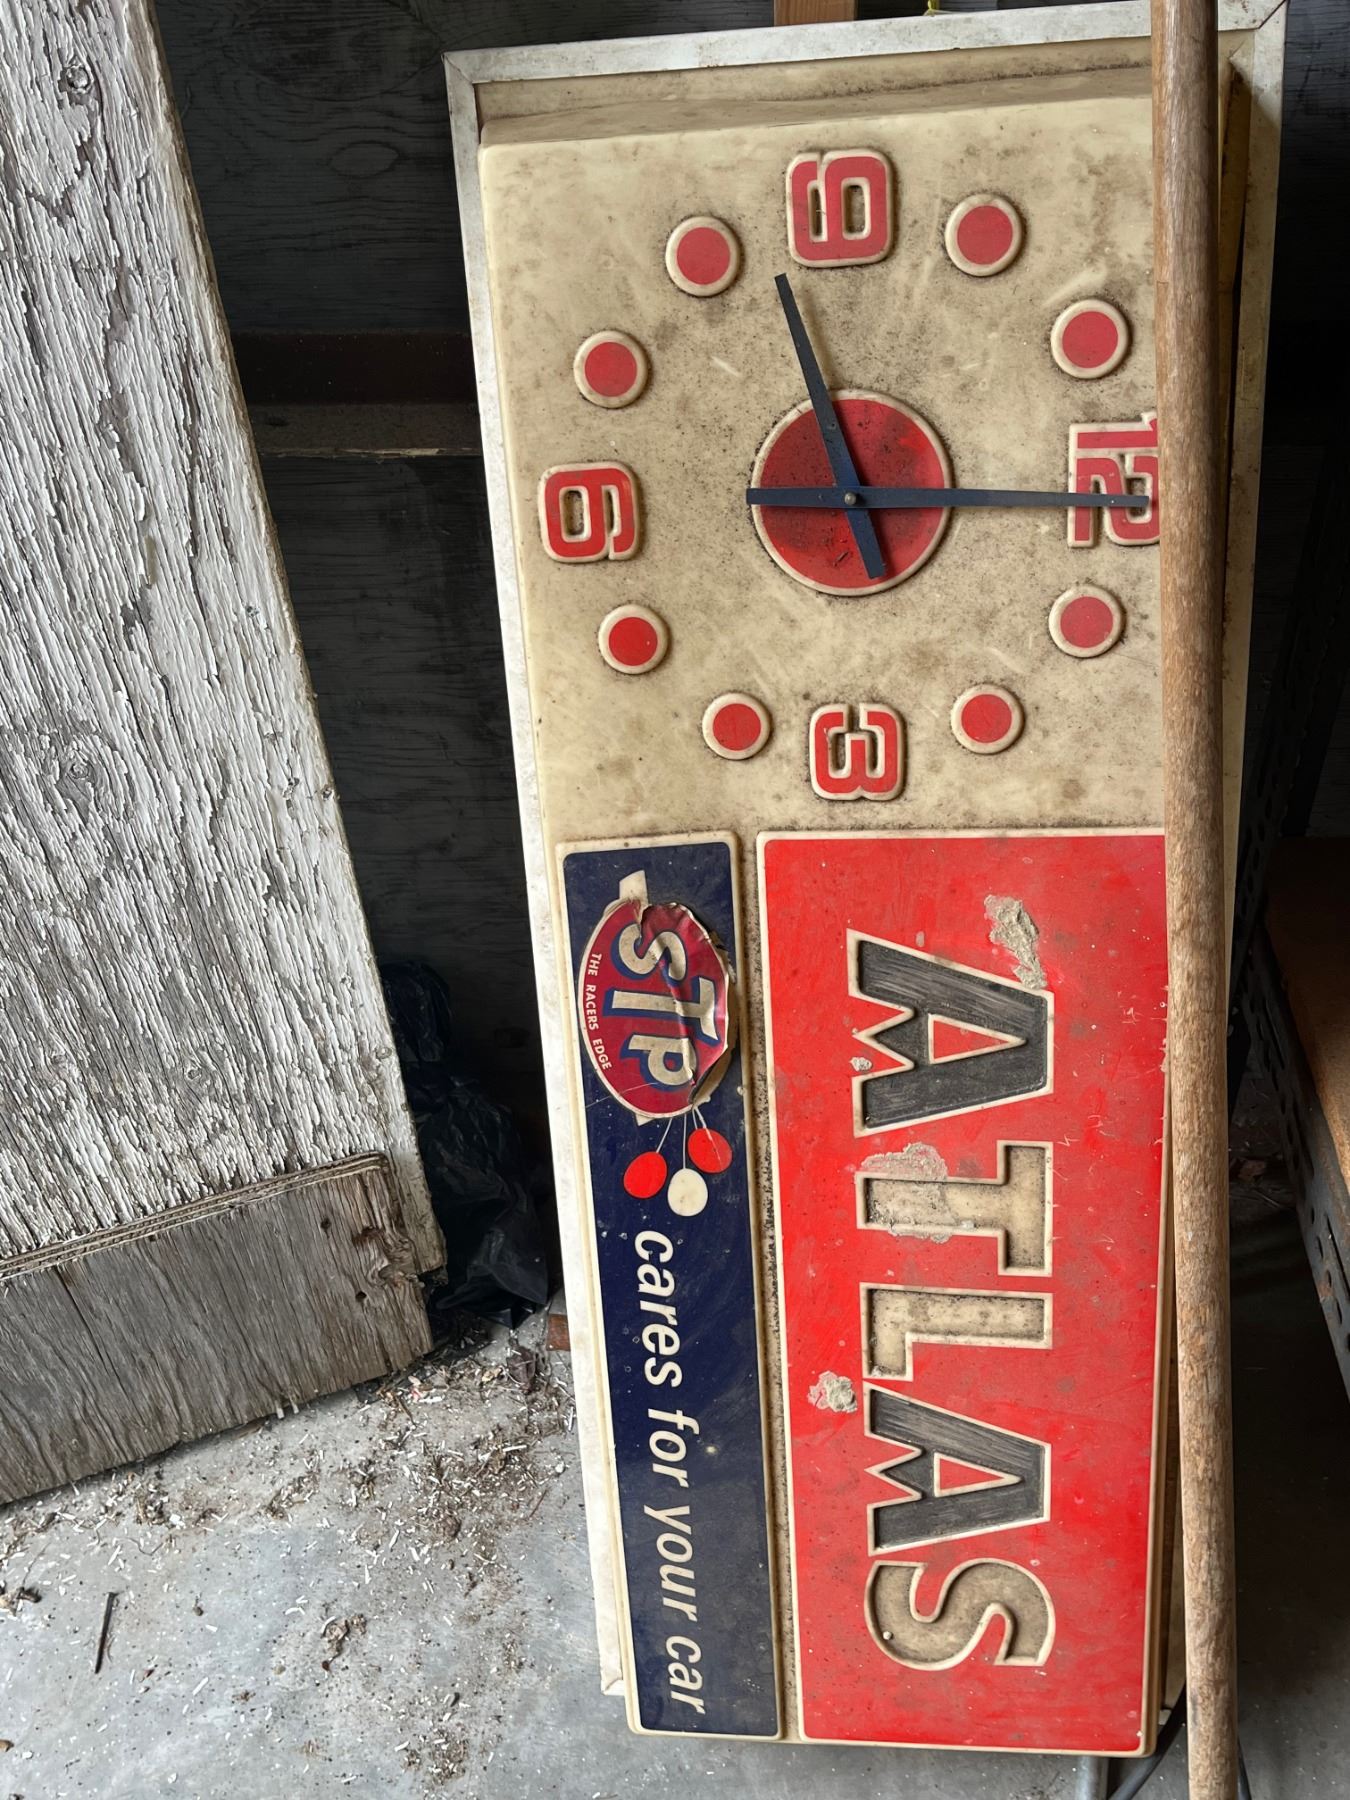 12
9
3
6
ATLAS
STP
THE RACERS EDGE
cares for your car